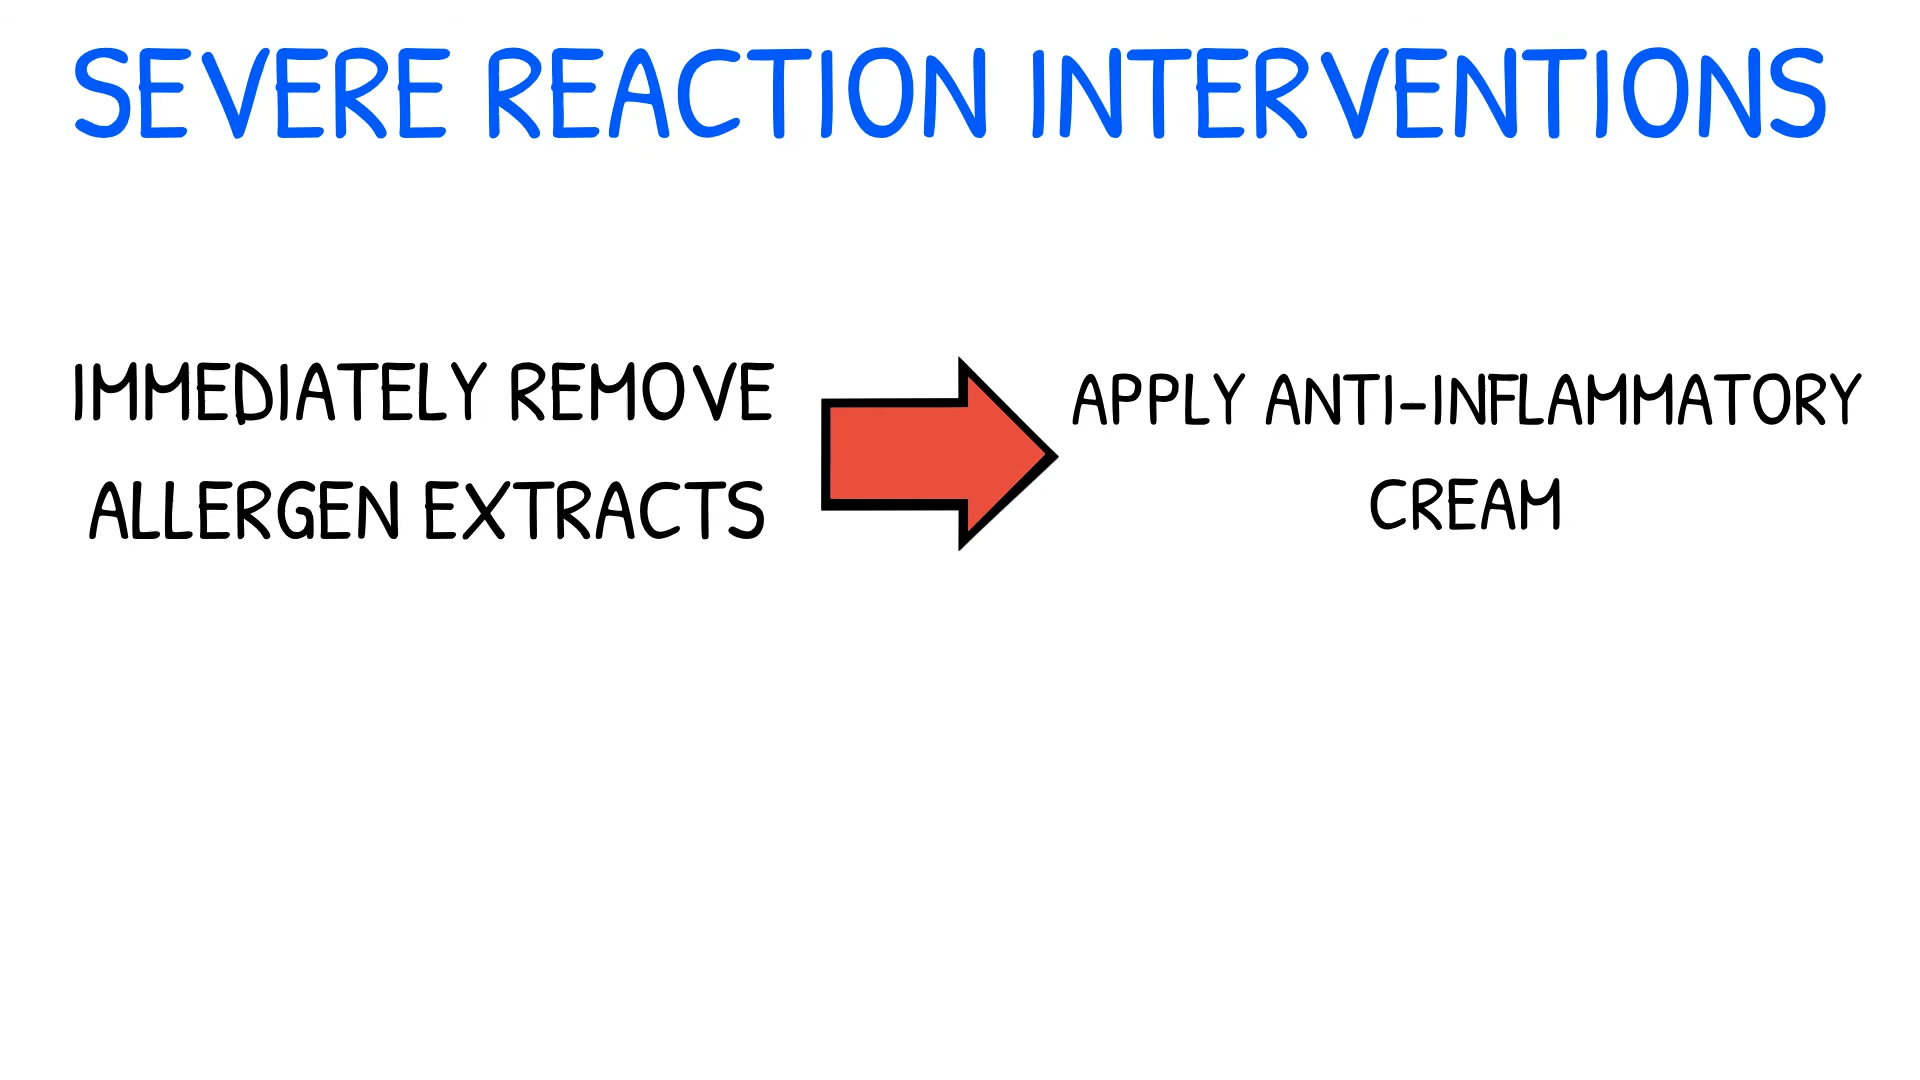 SEVERE REACTION INTERVENTIONS
IMMEDIATELY REMOVE
ALLERGEN EXTRACTS
APPLY ANTI-INFLAMMATORY
CREAM